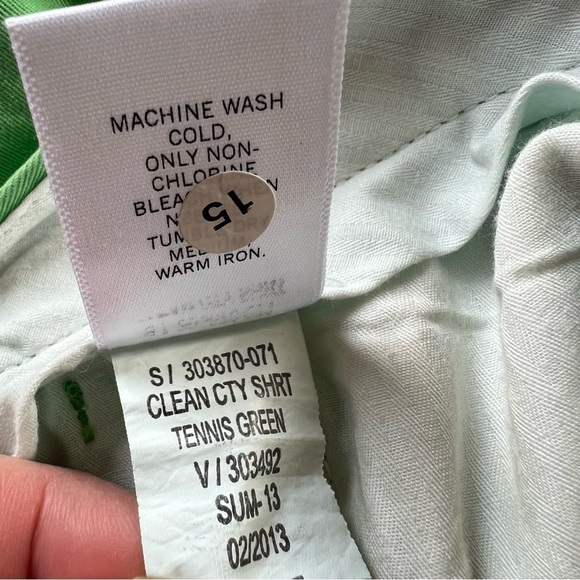 MACHINE WASH
COLD,
ONLY NON-
CHLORINE
WARM IRON.
15
S/ 303870-071
CLEAN CTY SHRT
TENNIS GREEN
V/303492
SUM-13
02/2013